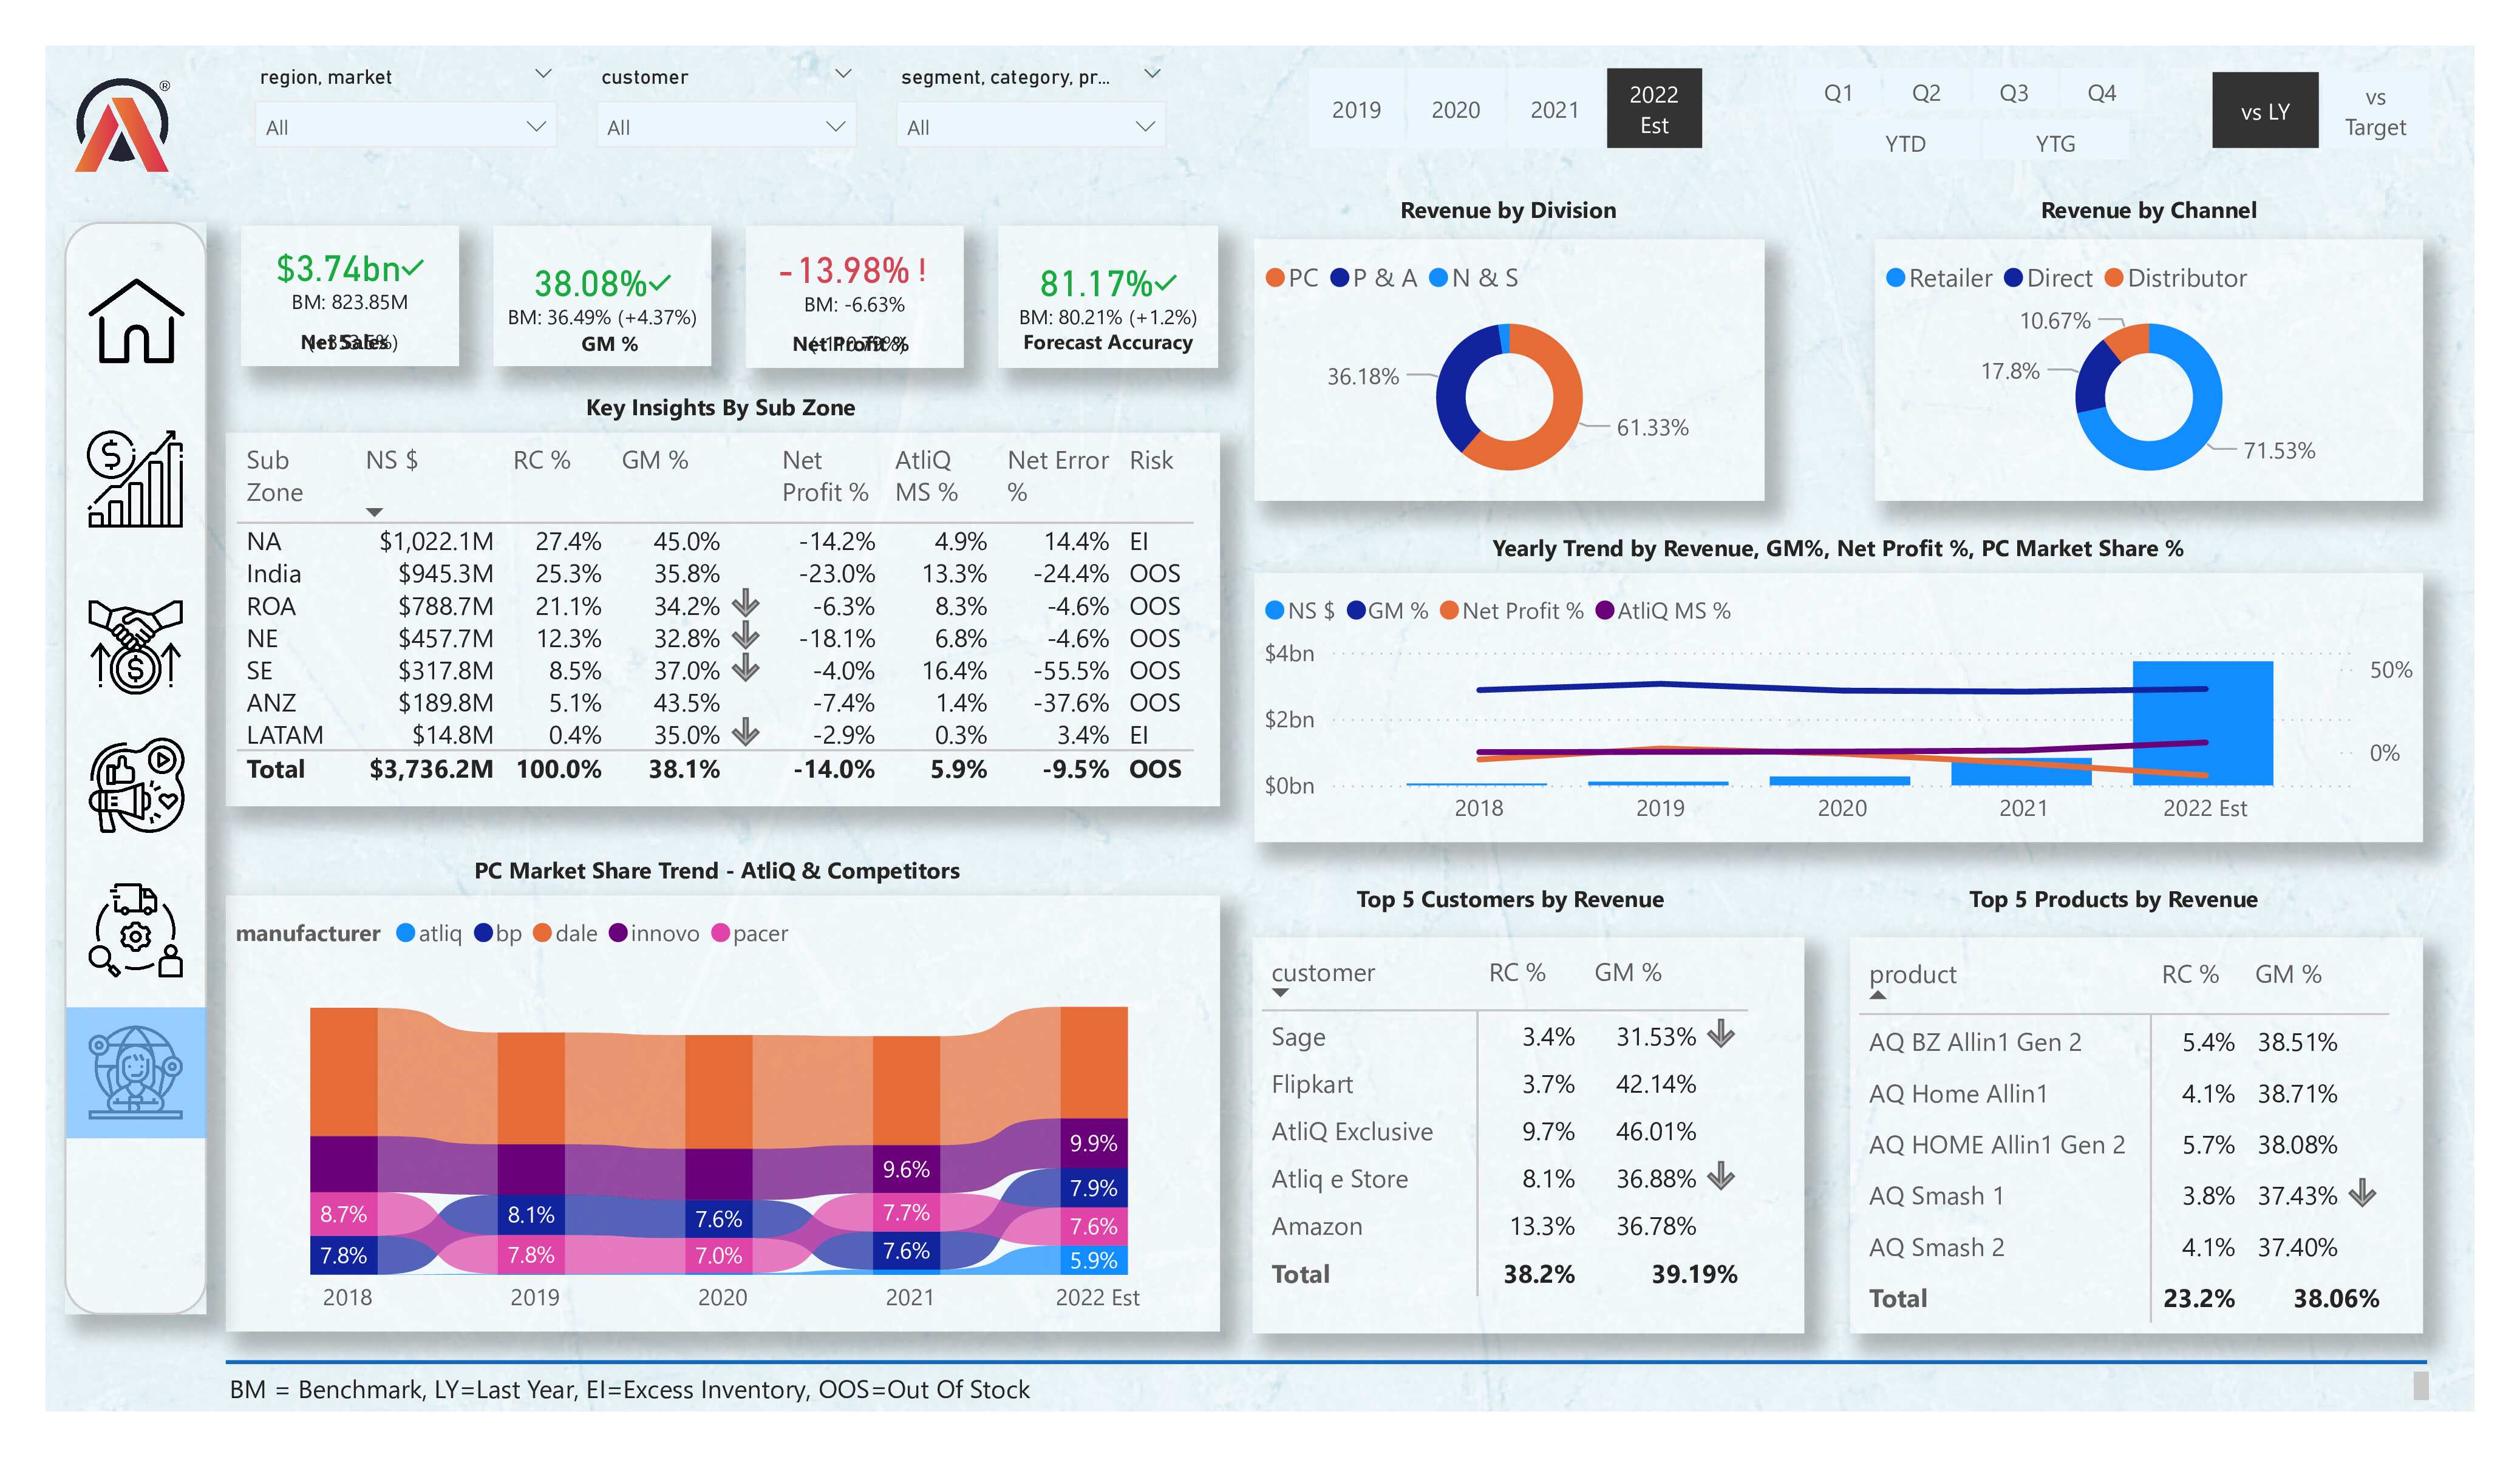 ®
region, market
customer
segment, category, pr...
All
All
All
2019
2020
2021
2022 Est
Q1
Q2
Q3
Q4
YTD
YTG
vs LY
vs Target
$3.74bn
BM: 823.85M
Net Sales
38.08%
BM: 36.49% (+4.37%)
GM %
-13.98% !
BM: -6.63%
Net Profit %
81.17%
BM: 80.21% (+1.2%)
Forecast Accuracy
Revenue by Division
PC P & A N & S
36.18%
61.33%
Revenue by Channel
Retailer Direct Distributor
10.67%
17.8%
71.53%
Key Insights By Sub Zone
Sub Zone NS $ RC % GM % Net Profit % AtliQ MS % Net Error % Risk
NA $1,022.1M 27.4% 45.0% -14.2% 4.9% 14.4% EI
India $945.3M 25.3% 35.8% -23.0% 13.3% -24.4% OOS
ROA $788.7M 21.1% 34.2% -6.3% 8.3% -4.6% OOS
NE $457.7M 12.3% 32.8% -18.1% 6.8% -4.6% OOS
SE $317.8M 8.5% 37.0% -4.0% 16.4% -55.5% OOS
ANZ $189.8M 5.1% 43.5% -7.4% 1.4% -37.6% OOS
LATAM $14.8M 0.4% 35.0% -2.9% 0.3% 3.4% EI
Total $3,736.2M 100.0% 38.1% -14.0% 5.9% -9.5% OOS
Yearly Trend by Revenue, GM%, Net Profit %, PC Market Share %
NS $ GM % Net Profit % AtliQ MS %
$4bn
$2bn
$0bn
50%
0%
2018 2019 2020 2021 2022 Est
PC Market Share Trend - AtliQ & Competitors
manufacturer atliq bp dale innovo pacer
8.7%
7.8%
8.1%
7.8%
7.6%
7.0%
9.6%
7.7%
7.6%
9.9%
7.9%
7.6%
5.9%
2018 2019 2020 2021 2022 Est
Top 5 Customers by Revenue
customer RC % GM %
Sage 3.4% 31.53%
Flipkart 3.7% 42.14%
AtliQ Exclusive 9.7% 46.01%
Atliq e Store 8.1% 36.88%
Amazon 13.3% 36.78%
Total 38.2% 39.19%
Top 5 Products by Revenue
product RC % GM %
AQ BZ Allin1 Gen 2 5.4% 38.51%
AQ Home Allin1 4.1% 38.71%
AQ HOME Allin1 Gen 2 5.7% 38.08%
AQ Smash 1 3.8% 37.43%
AQ Smash 2 4.1% 37.40%
Total 23.2% 38.06%
BM = Benchmark, LY=Last Year, EI=Excess Inventory, OOS=Out Of Stock